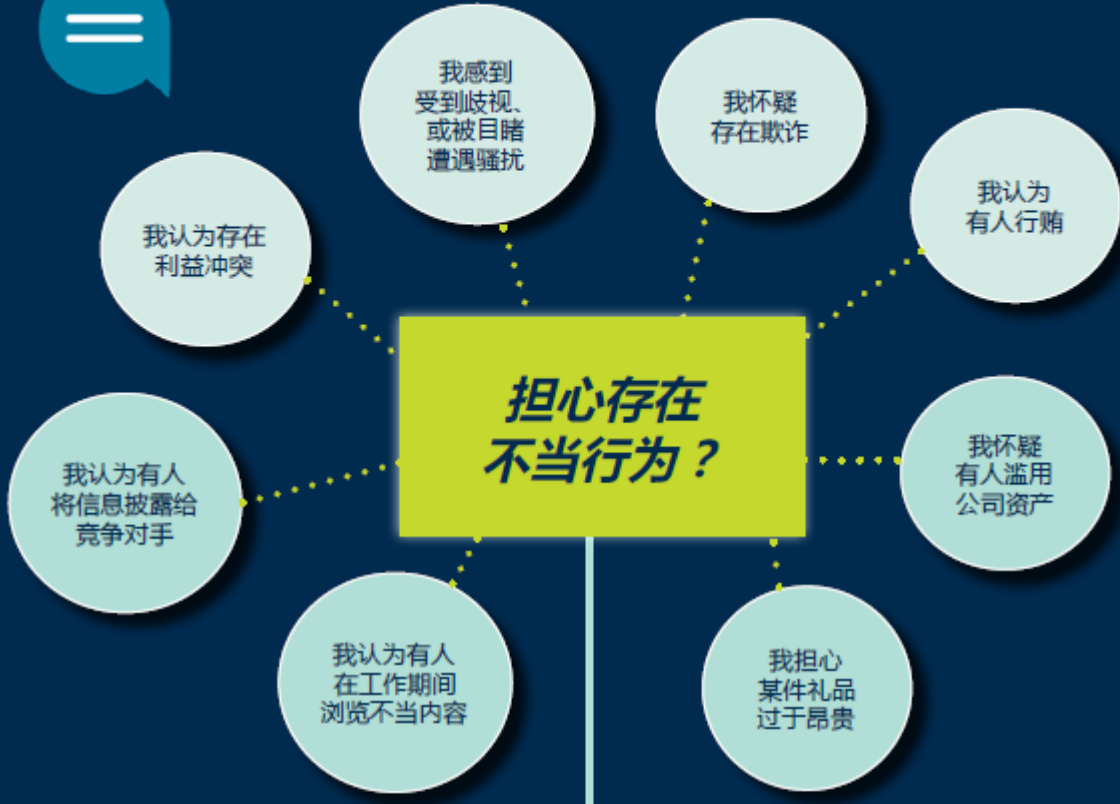 我感到
受到歧视、
或被目睹
遭遇骚扰
我怀疑
存在欺诈
我认为
有人行贿
我认为存在
利益冲突
担心存在
不当行为？
我怀疑
有人滥用
公司资产
我认为有人
将信息披露给
竞争对手
我认为有人
在工作期间
浏览不当内容
我担心
某件礼品
过于昂贵